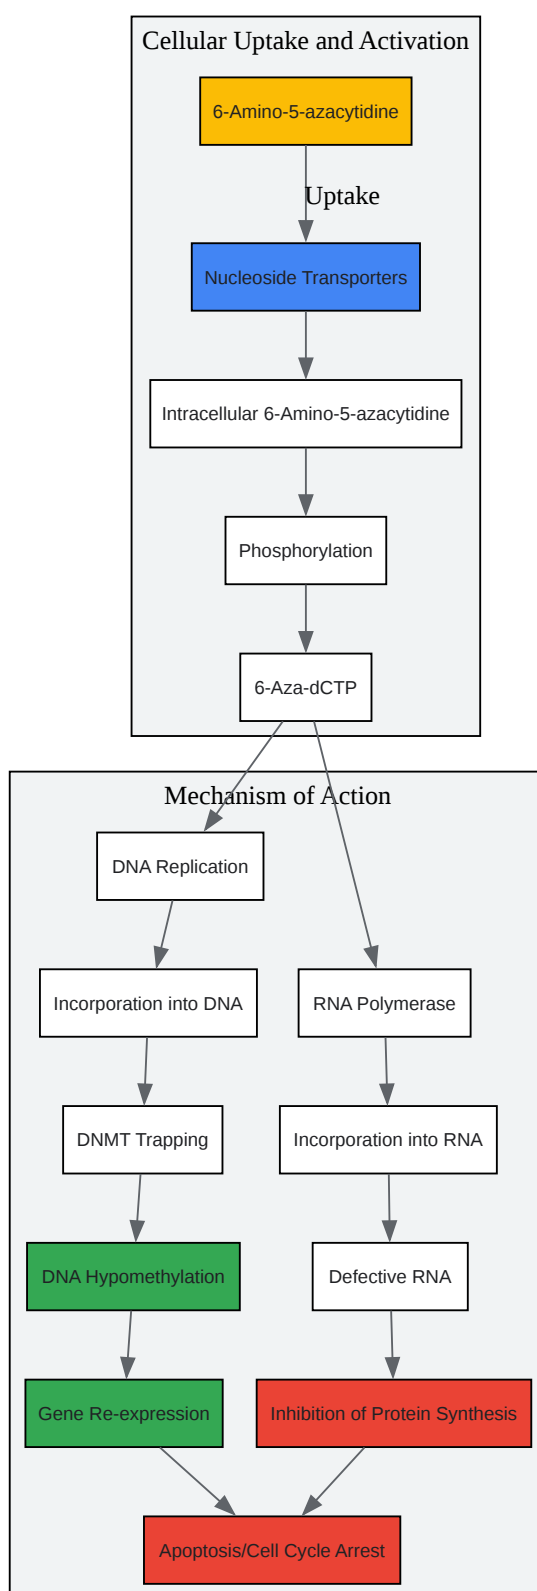 Cellular Uptake and Activation
6-Amino-5-azacytidine
Uptake
Nucleoside Transporters
Intracellular 6-Amino-5-azacytidine
Phosphorylation
6-Aza-dCTP
Mechanism of Action
DNA Replication
Incorporation into DNA
RNA Polymerase
DNMT Trapping
Incorporation into RNA
DNA Hypomethylation
Defective RNA
Gene Re-expression
Inhibition of Protein Synthesis
Apoptosis/Cell Cycle Arrest